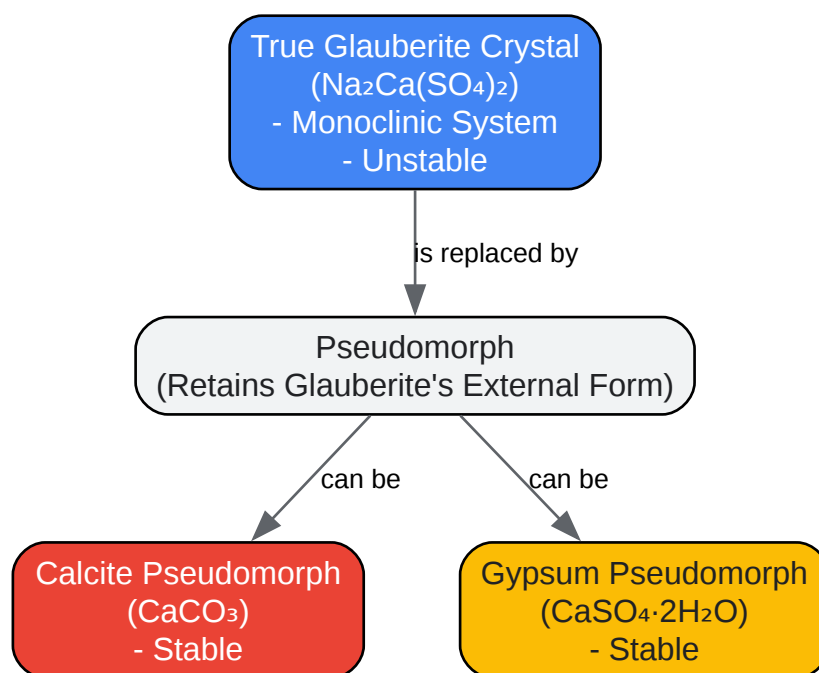 True Glauberite Crystal
(Na₂Ca(SO₄)₂)
- Monoclinic System
- Unstable
is replaced by
Pseudomorph
(Retains Glauberite's External Form)
can be
can be
Calcite Pseudomorph
(CaCO₃)
- Stable
Gypsum Pseudomorph
(CaSO₄·2H₂O)
- Stable